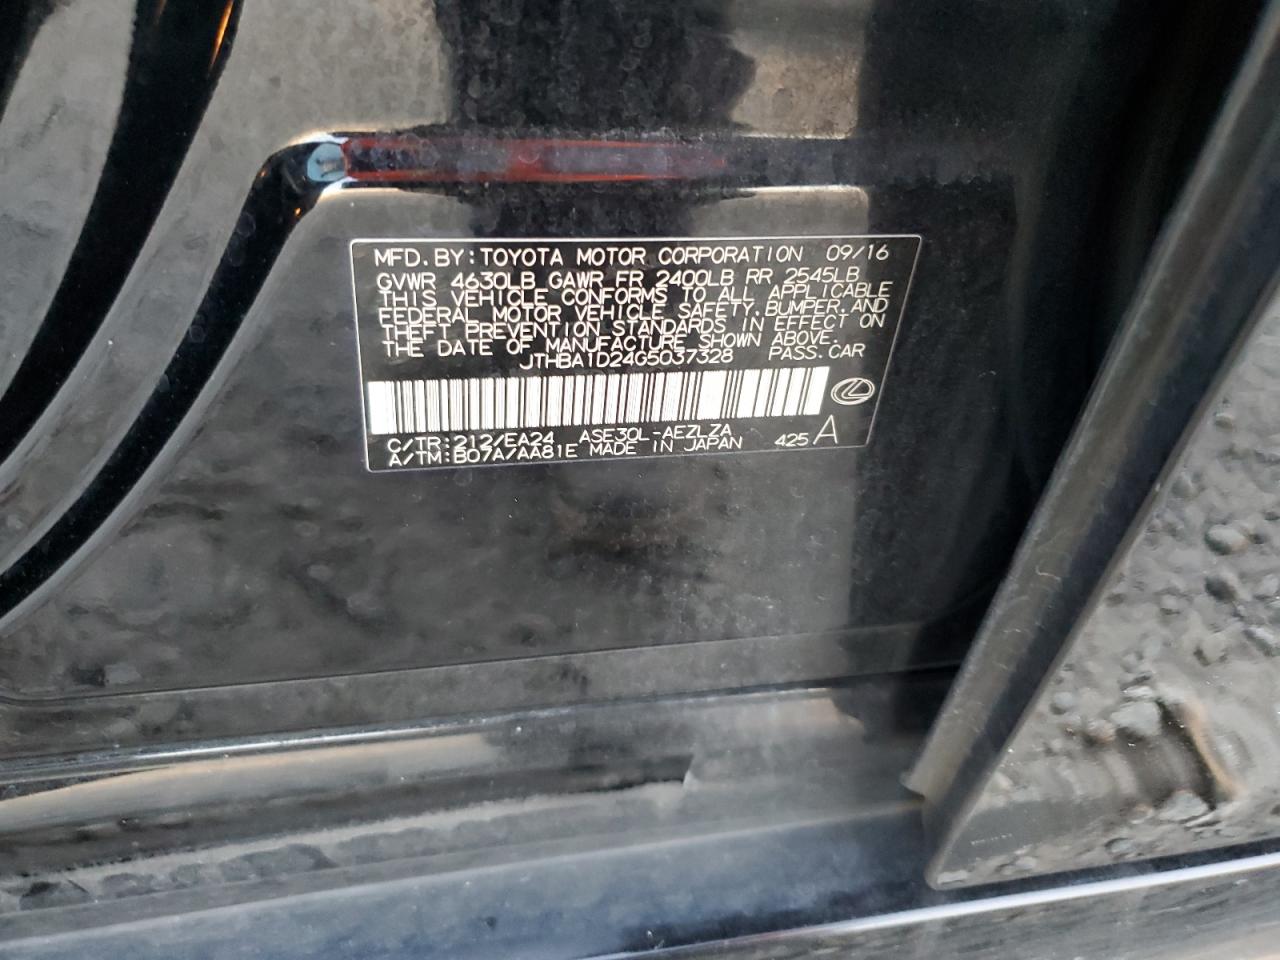 MFD. BY: TOYOTA MOTOR CORPORATION 09/16
GVWR 4630LB GAWR FR 2400LB RR 2545LB
THIS VEHICLE CONFORMS TO ALL APPLICABLE
FEDERAL MOTOR VEHICLE SAFETY, BUMPER, AND
THEFT PREVENTION STANDARDS IN EFFECT ON
THE DATE OF MANUFACTURE SHOWN ABOVE.
JTHBA1D24G5037328 PASS. CAR
C/TR: 212/EA24 ASE30L-AEZLZA
A/TM: B07A/AA81E MADE IN JAPAN 425 A